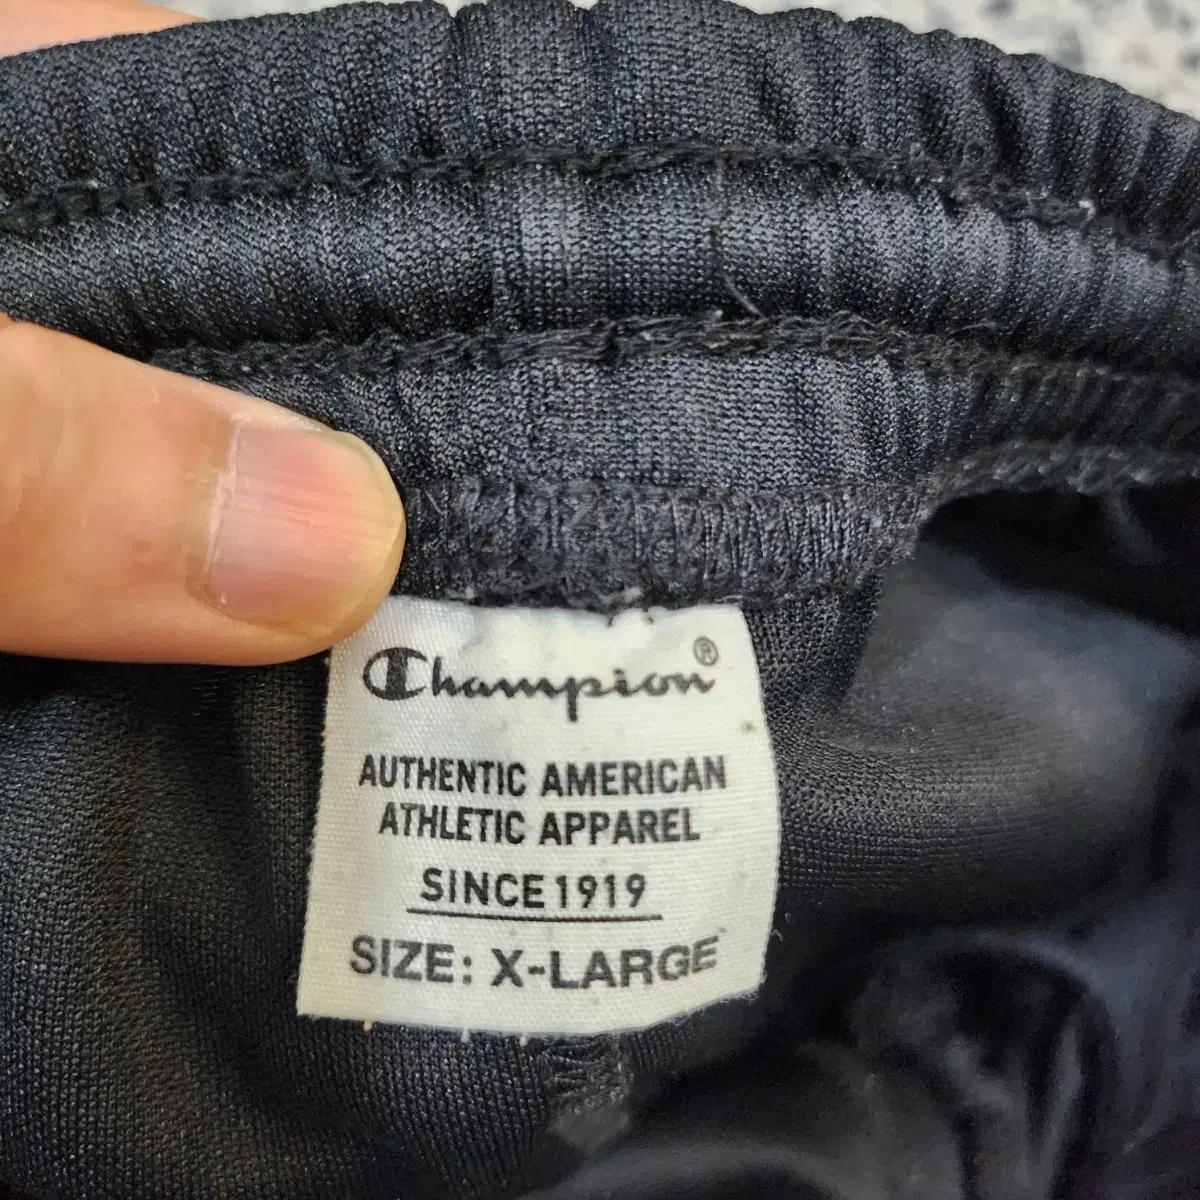 Champion®
AUTHENTIC AMERICAN
ATHLETIC APPAREL
SINCE 1919
SIZE: X-LARGE